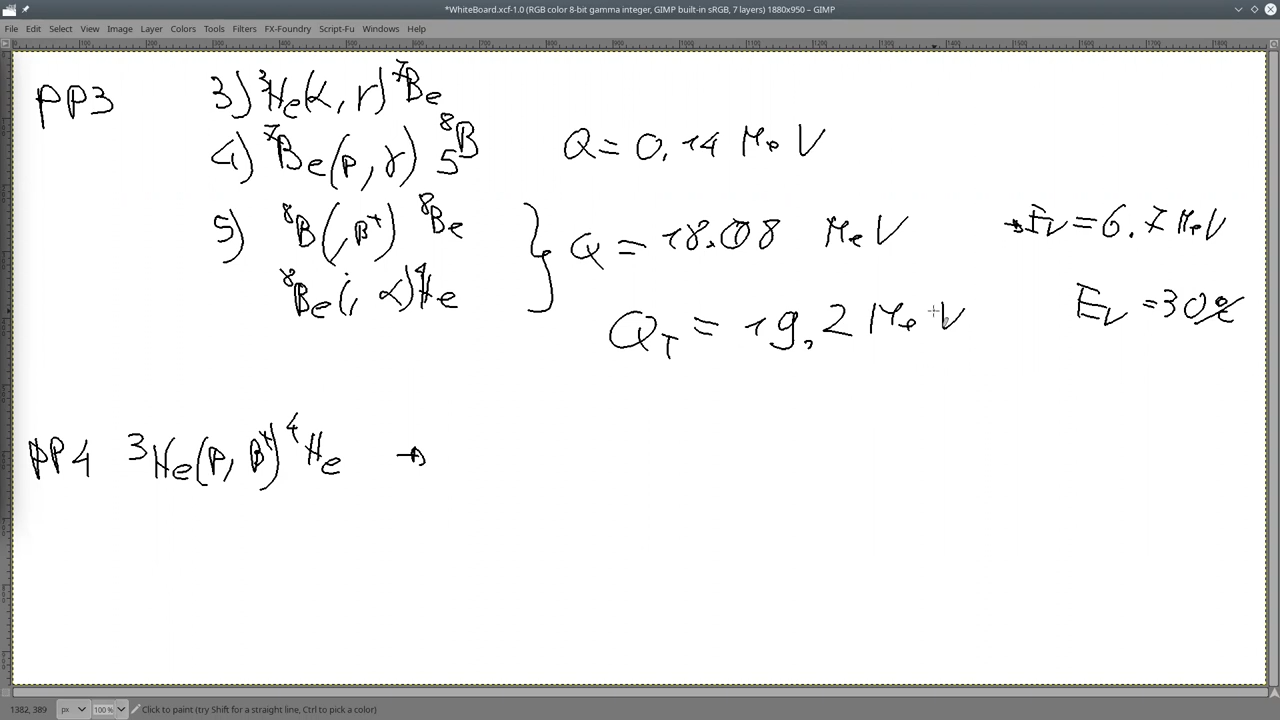 *WhiteBoard.xcf-1.0 (RGB color 8-bit gamma integer, GIMP built-in sRGB, 7 layers) 1880x950 – GIMP
File Edit Select View Image Layer Colors Tools Filters FX-Foundry Script-Fu Windows Help
PP3 3) ³He(α, γ) ⁷Be
4) ⁷Be(p, γ) ⁸₅B Q = 0,14 MeV
5) ⁸B(, β⁺) ⁸Be } Q = 18.08 MeV → Eν = 6.7 MeV
⁸Be(, α) ⁴He
Q_T = 19,2 MeV Eν = 30%
PP4 ³He(p, β⁺) ⁴He →
1382, 389 px 100 % Click to paint (try Shift for a straight line, Ctrl to pick a color)